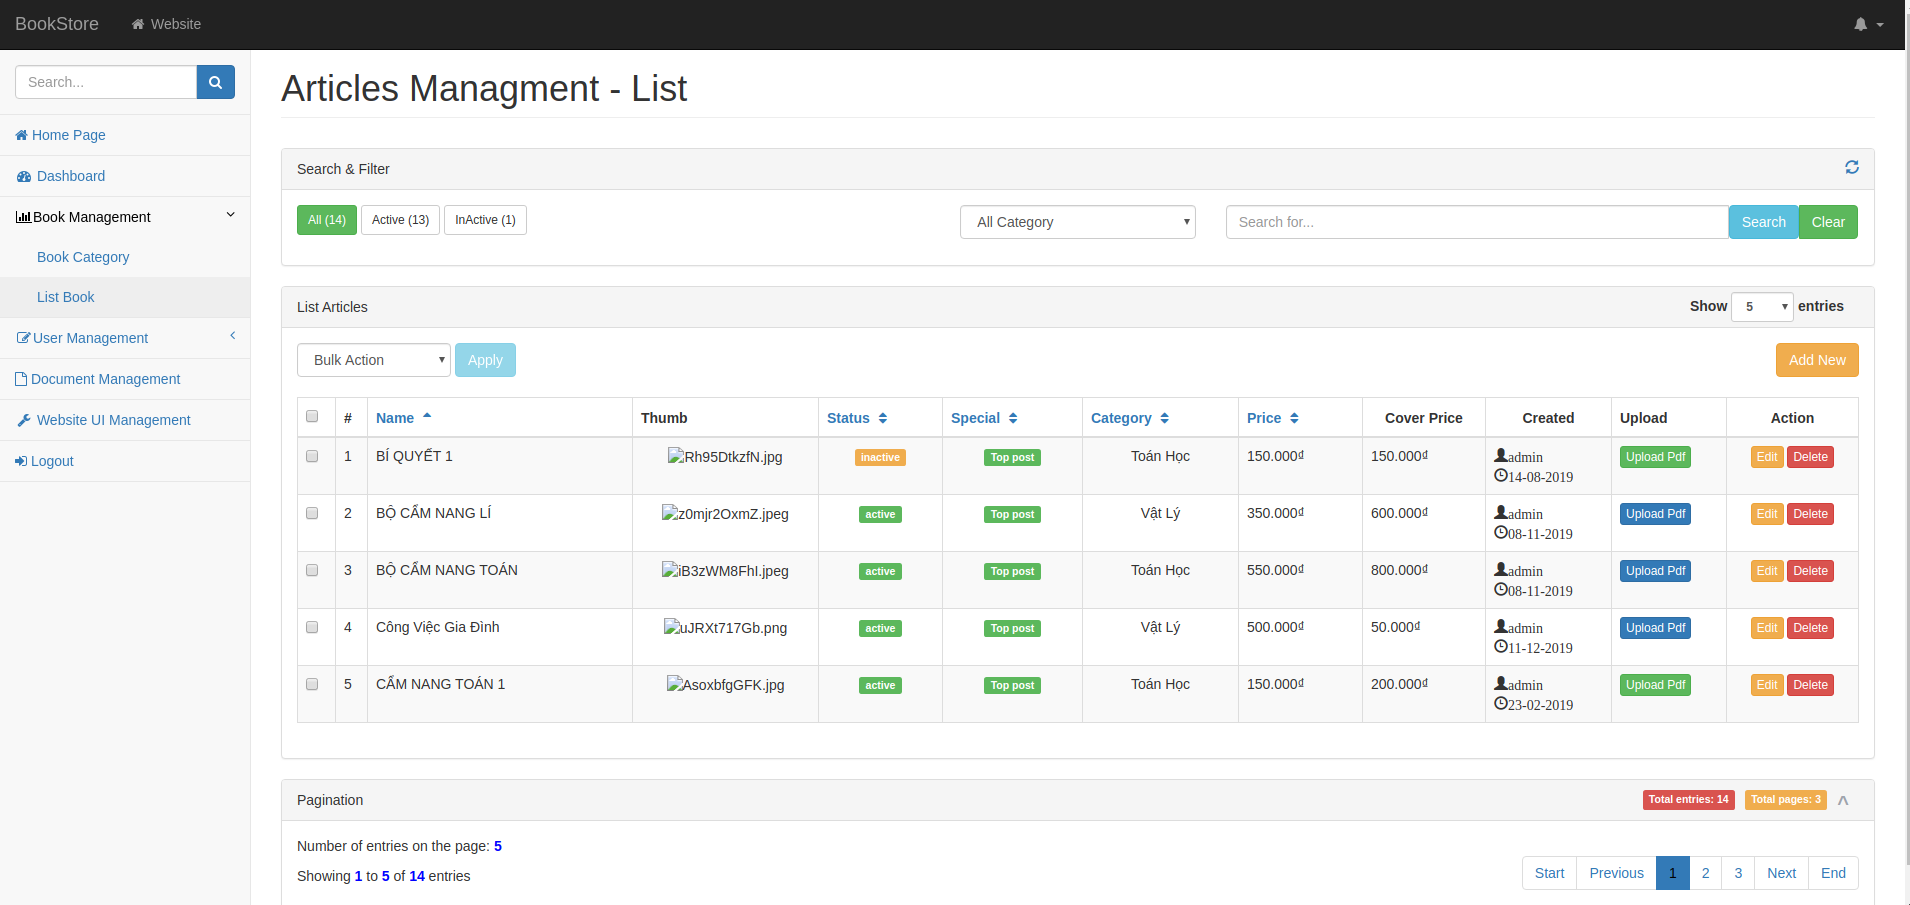 BookStore Website
Search...
Home Page
Dashboard
Book Management
Book Category
List Book
User Management
Document Management
Website UI Management
Logout
Articles Managment - List
Search & Filter
All (14) Active (13) InActive (1) All Category Search for... Search Clear
List Articles Show 5 entries
Bulk Action Apply Add New
# Name Thumb Status Special Category Price Cover Price Created Upload Action
1 BÍ QUYẾT 1 Rh95DtkzfN.jpg inactive Top post Toán Học 150.000₫ 150.000₫ admin Upload Pdf Edit Delete
14-08-2019
2 BỘ CẨM NANG LÍ z0mjr2OxmZ.jpeg active Top post Vật Lý 350.000₫ 600.000₫ admin Upload Pdf Edit Delete
08-11-2019
3 BỘ CẨM NANG TOÁN iB3zWM8FhI.jpeg active Top post Toán Học 550.000₫ 800.000₫ admin Upload Pdf Edit Delete
08-11-2019
4 Công Việc Gia Đình uJRXt717Gb.png active Top post Vật Lý 500.000₫ 50.000₫ admin Upload Pdf Edit Delete
11-12-2019
5 CẨM NANG TOÁN 1 AsoxbfgGFK.jpg active Top post Toán Học 150.000₫ 200.000₫ admin Upload Pdf Edit Delete
23-02-2019
Pagination Total entries: 14 Total pages: 3
Number of entries on the page: 5
Showing 1 to 5 of 14 entries
Start Previous 1 2 3 Next End